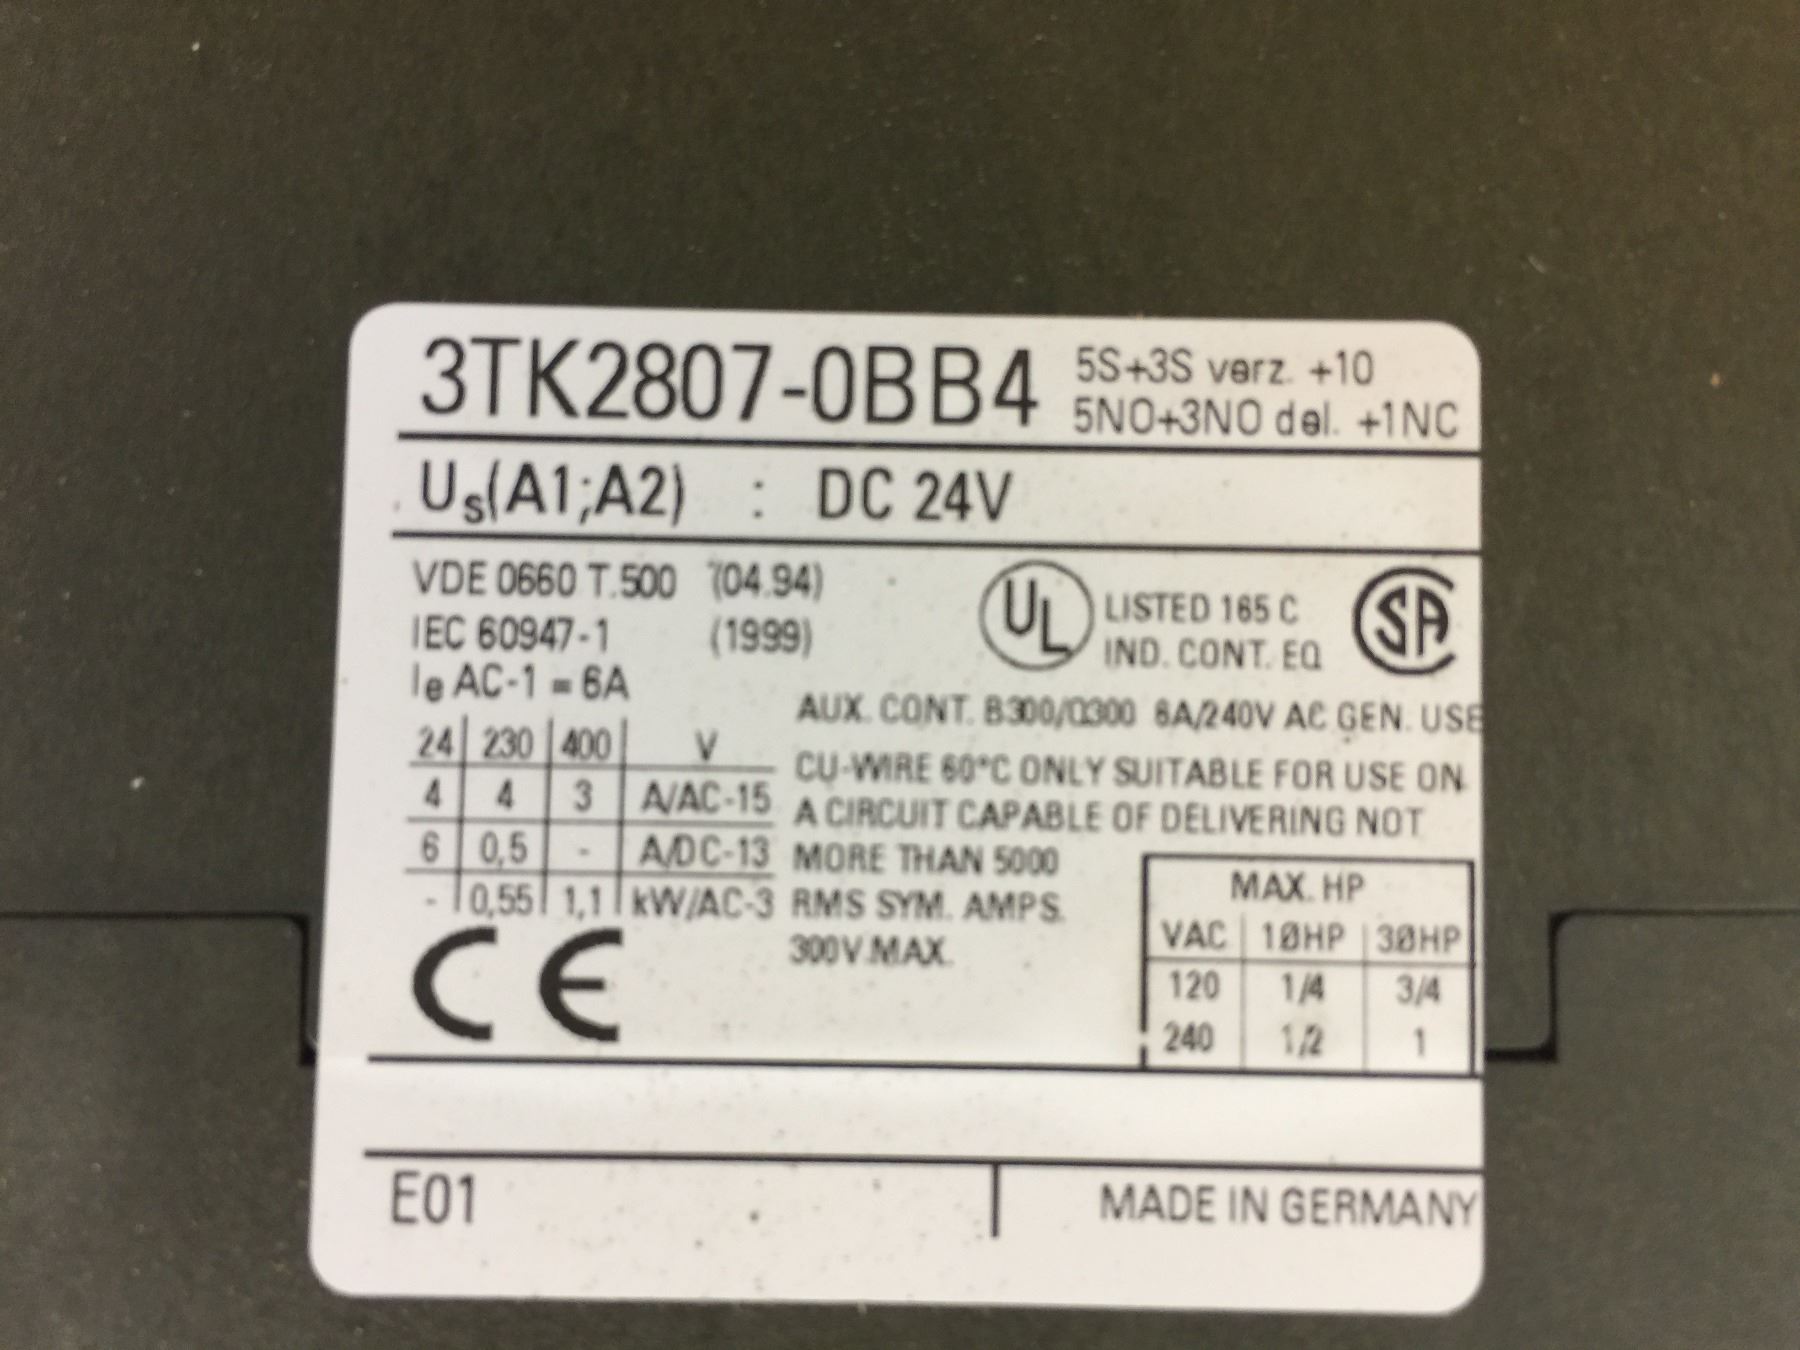 3TK2807-0BB4
5S+3S verz. +1O
5NO+3NO del. +1NC
Us(A1;A2) : DC 24V
VDE 0660 T.500 (04.94)
IEC 60947-1 (1999)
Ie AC-1 = 6A
UL LISTED 165 C
IND. CONT. EQ
SA
24 230 400 V
4 4 3 A/AC-15
6 0,5 - A/DC-13
- 0,55 1,1 kW/AC-3
CE
AUX. CONT. B300/Q300 6A/240V AC GEN. USE
CU-WIRE 60°C ONLY SUITABLE FOR USE ON
A CIRCUIT CAPABLE OF DELIVERING NOT
MORE THAN 5000
RMS SYM. AMPS.
300V.MAX.
MAX. HP
VAC 1ØHP 3ØHP
120 1/4 3/4
240 1/2 1
E01
MADE IN GERMANY